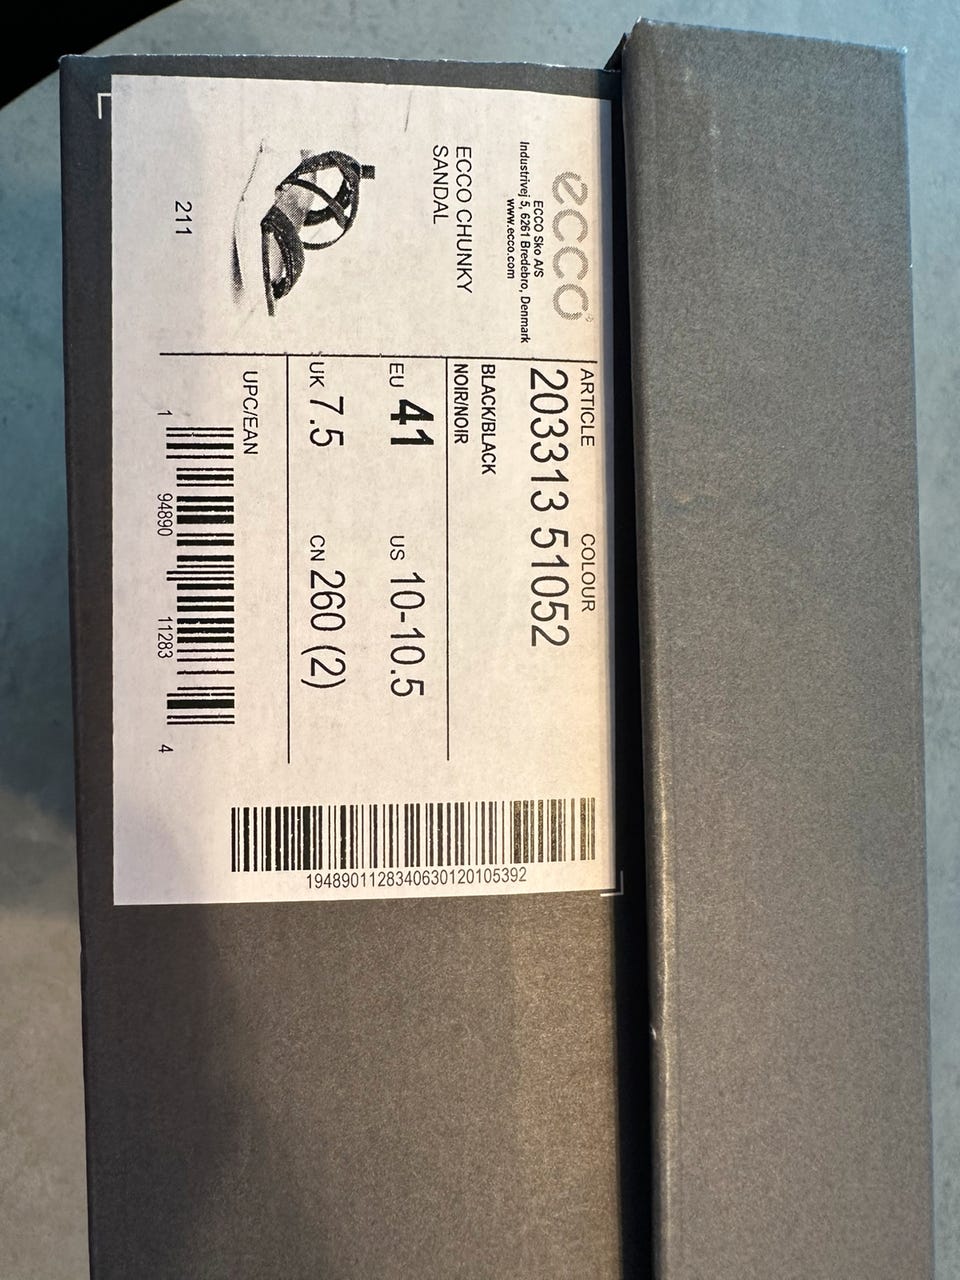 ecco®
ECCO Sko A/S
Industrivej 5, 6261 Bredebro, Denmark
www.ecco.com
ECCO CHUNKY
SANDAL
211
ARTICLE COLOUR
203313 51052
BLACK/BLACK
NOIR/NOIR
EU 41 US 10-10.5
UK 7.5 CN 260 (2)
UPC/EAN
1 94890 11283 4
19489011283406301201053​92